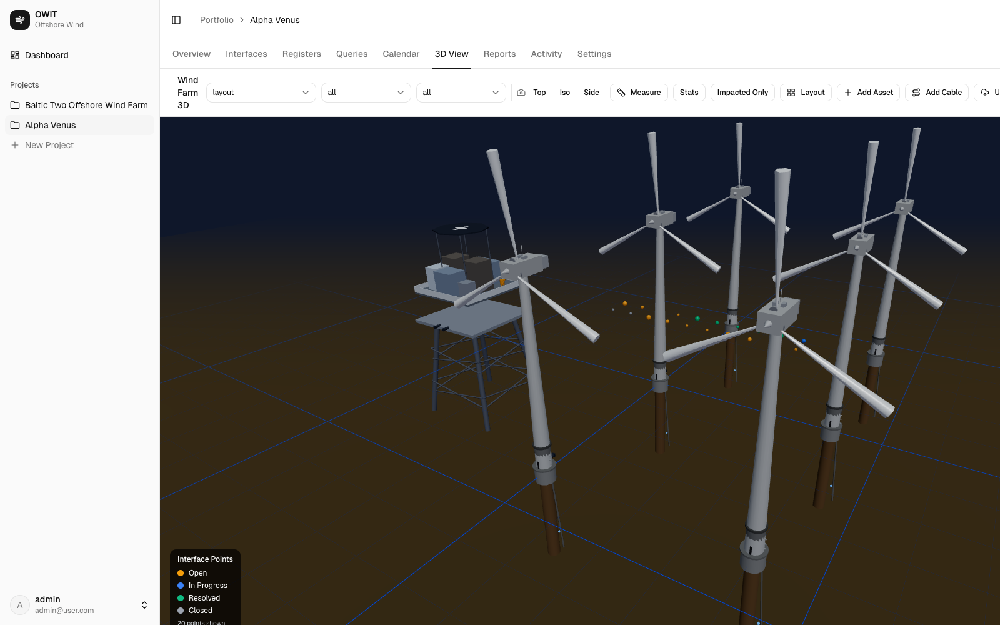 OWIT
Offshore Wind
Dashboard
Projects
Baltic Two Offshore Wind Farm
Alpha Venus
New Project
A
admin
admin@user.com
Portfolio > Alpha Venus
Overview Interfaces Registers Queries Calendar 3D View Reports Activity Settings
Wind Farm 3D
layout all all Top Iso Side Measure Stats Impacted Only Layout Add Asset Add Cable U
Interface Points
Open
In Progress
Resolved
Closed
20 points shown